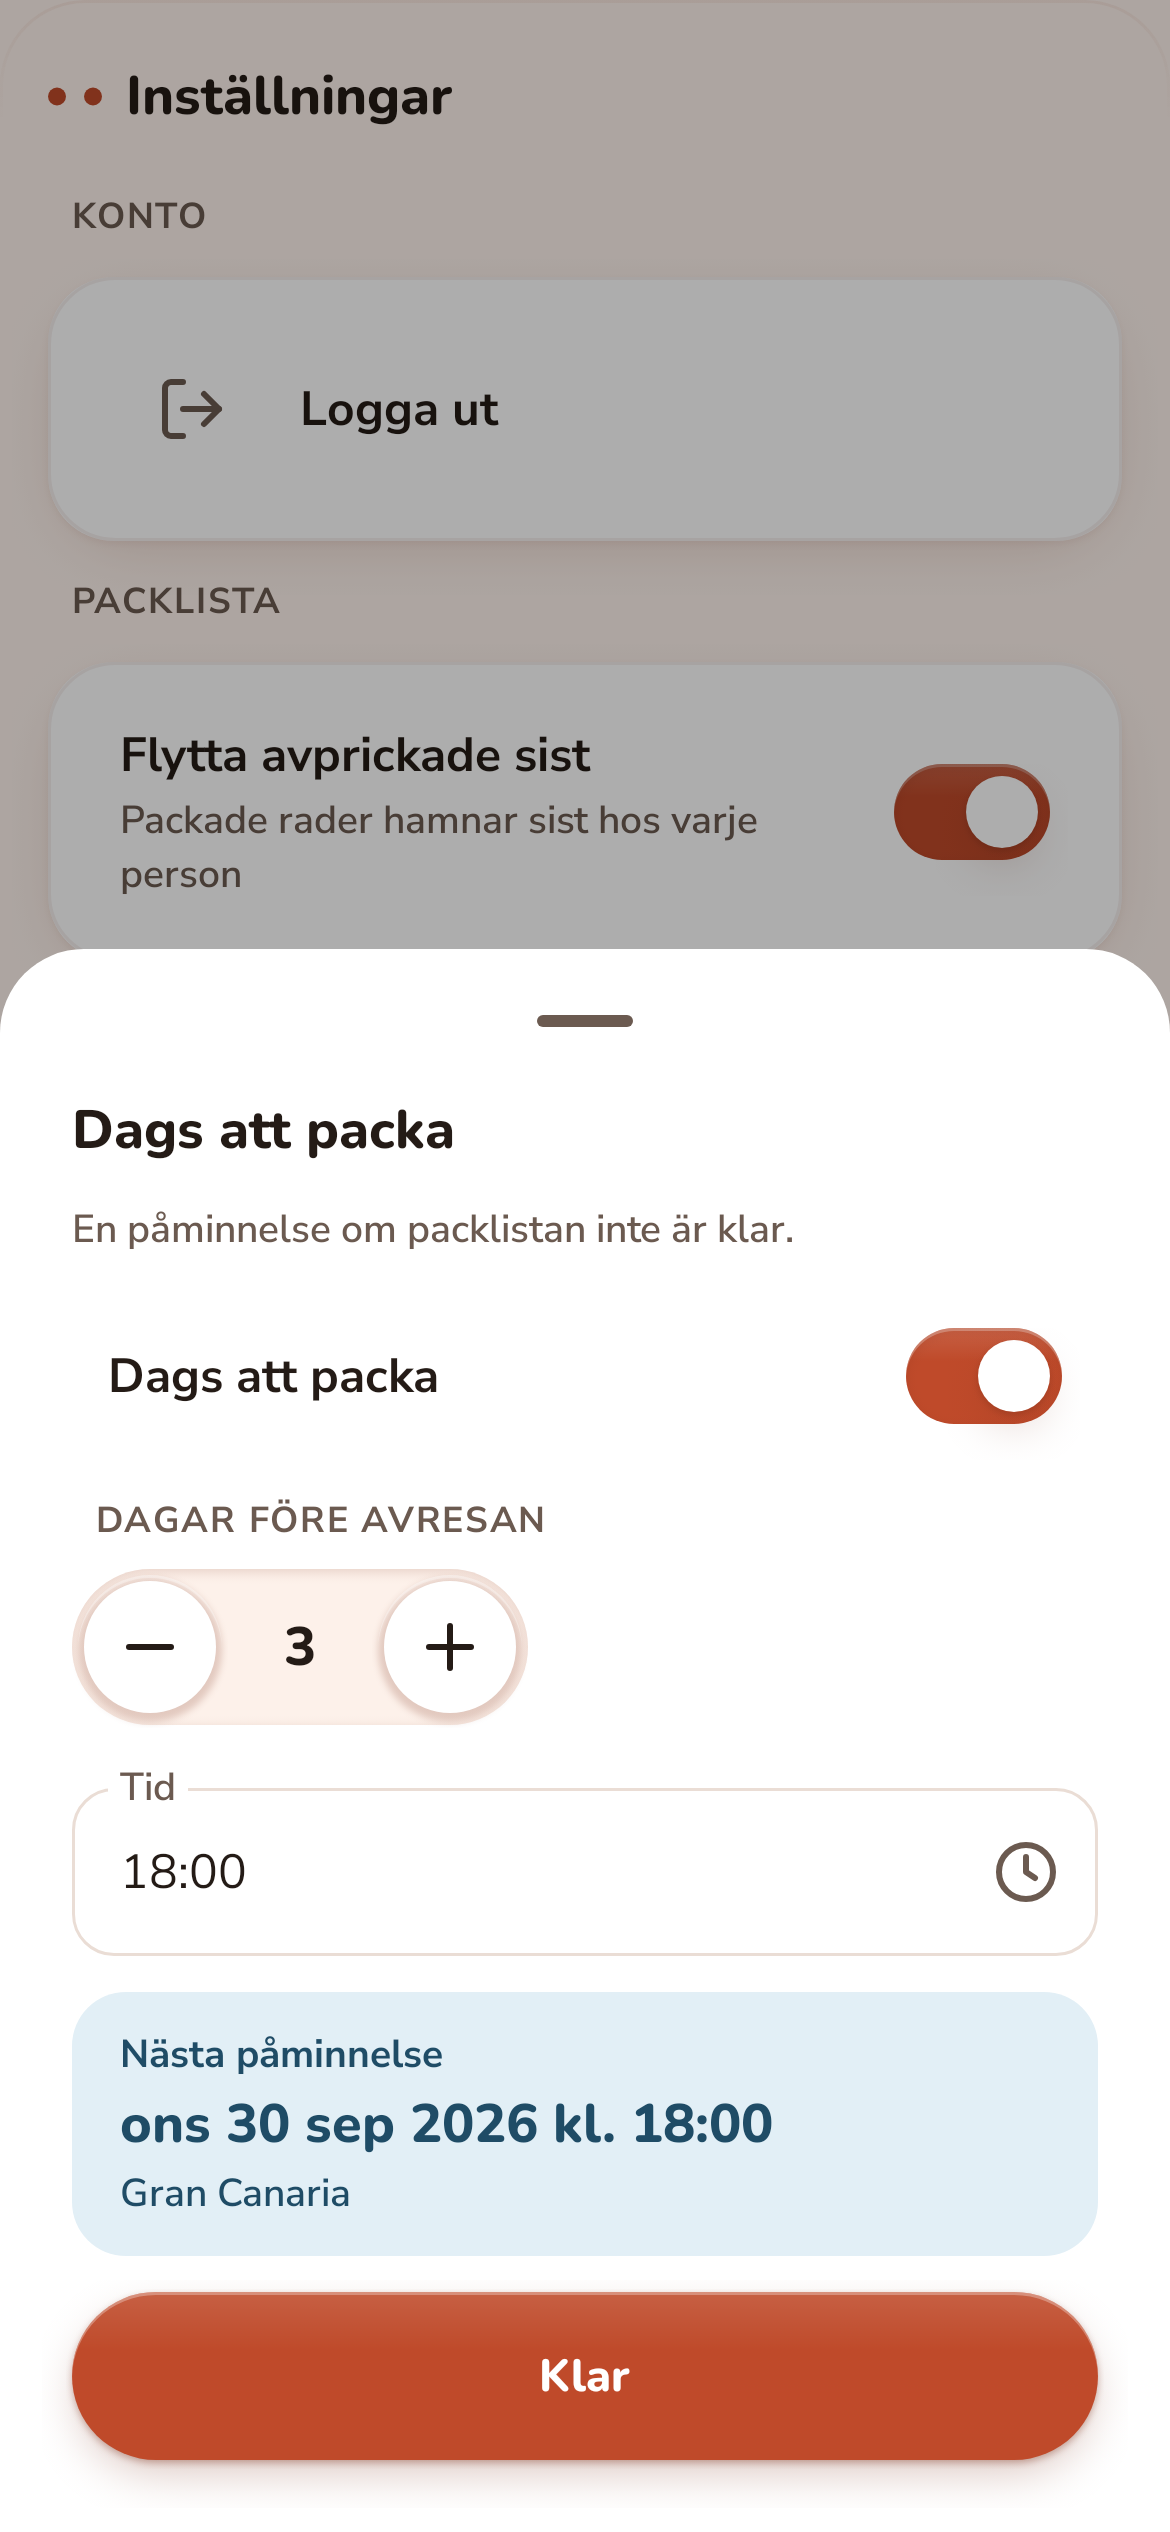 Inställningar
KONTO
Logga ut
PACKLISTA
Flytta avprickade sist
Packade rader hamnar sist hos varje
person
Dags att packa
En påminnelse om packlistan inte är klar.
Dags att packa
DAGAR FÖRE AVRESAN
3
Tid
18:00
Nästa påminnelse
ons 30 sep 2026 kl. 18:00
Gran Canaria
Klar